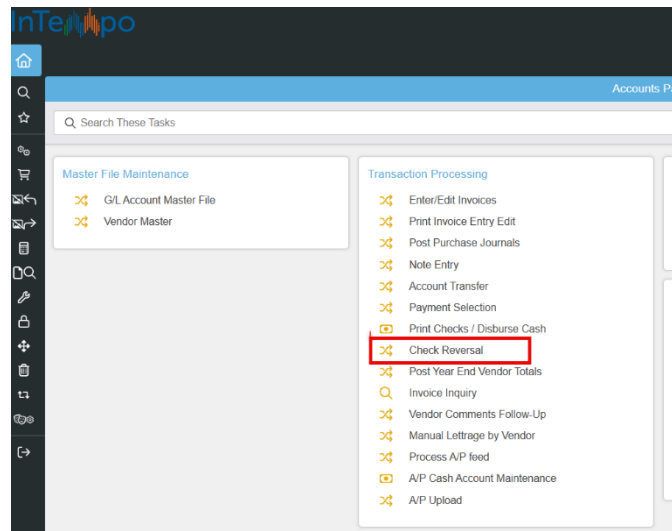 InTempo
Accounts P
Search These Tasks
Master File Maintenance
G/L Account Master File
Vendor Master
Transaction Processing
Enter/Edit Invoices
Print Invoice Entry Edit
Post Purchase Journals
Note Entry
Account Transfer
Payment Selection
Print Checks / Disburse Cash
Check Reversal
Post Year End Vendor Totals
Invoice Inquiry
Vendor Comments Follow-Up
Manual Lettrage by Vendor
Process A/P feed
A/P Cash Account Maintenance
A/P Upload